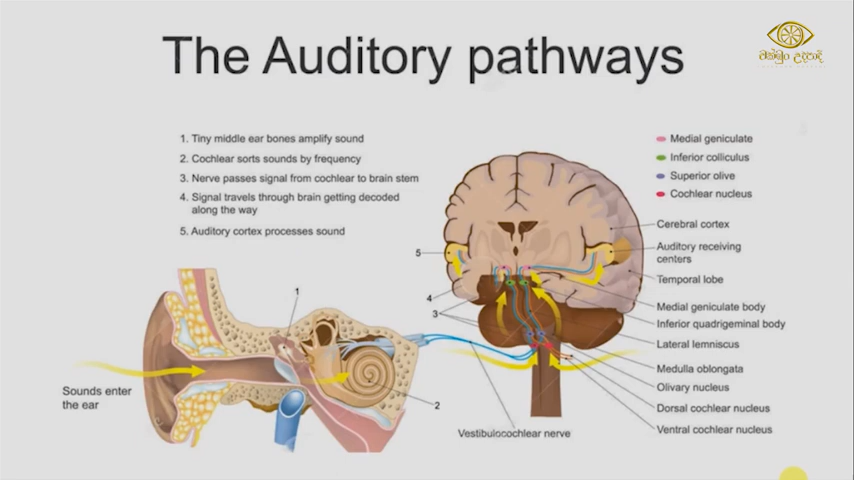 The Auditory pathways
චක්ඛුං උදපාදි
1. Tiny middle ear bones amplify sound
2. Cochlear sorts sounds by frequency
3. Nerve passes signal from cochlear to brain stem
4. Signal travels through brain getting decoded
along the way
5. Auditory cortex processes sound
Medial geniculate
Inferior colliculus
Superior olive
Cochlear nucleus
Cerebral cortex
Auditory receiving
centers
Temporal lobe
Medial geniculate body
Inferior quadrigeminal body
Lateral lemniscus
Medulla oblongata
Olivary nucleus
Dorsal cochlear nucleus
Ventral cochlear nucleus
5
4
3
1
2
Sounds enter
the ear
Vestibulocochlear nerve